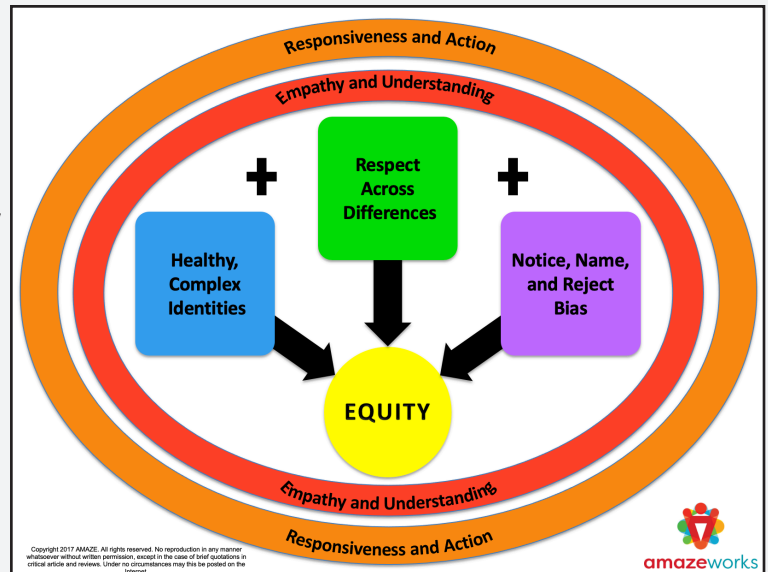 Responsiveness and Action
Empathy and Understanding
Respect
Across
Differences
+
+
Healthy,
Complex
Identities
Notice, Name,
and Reject
Bias
EQUITY
Empathy and Understanding
Responsiveness and Action
Copyright 2017 AMAZE. All rights reserved. No reproduction in any manner
whatsoever without written permission, except in the case of brief quotations in
critical article and reviews. Under no circumstances may this be posted on the
Internet
amazeworks